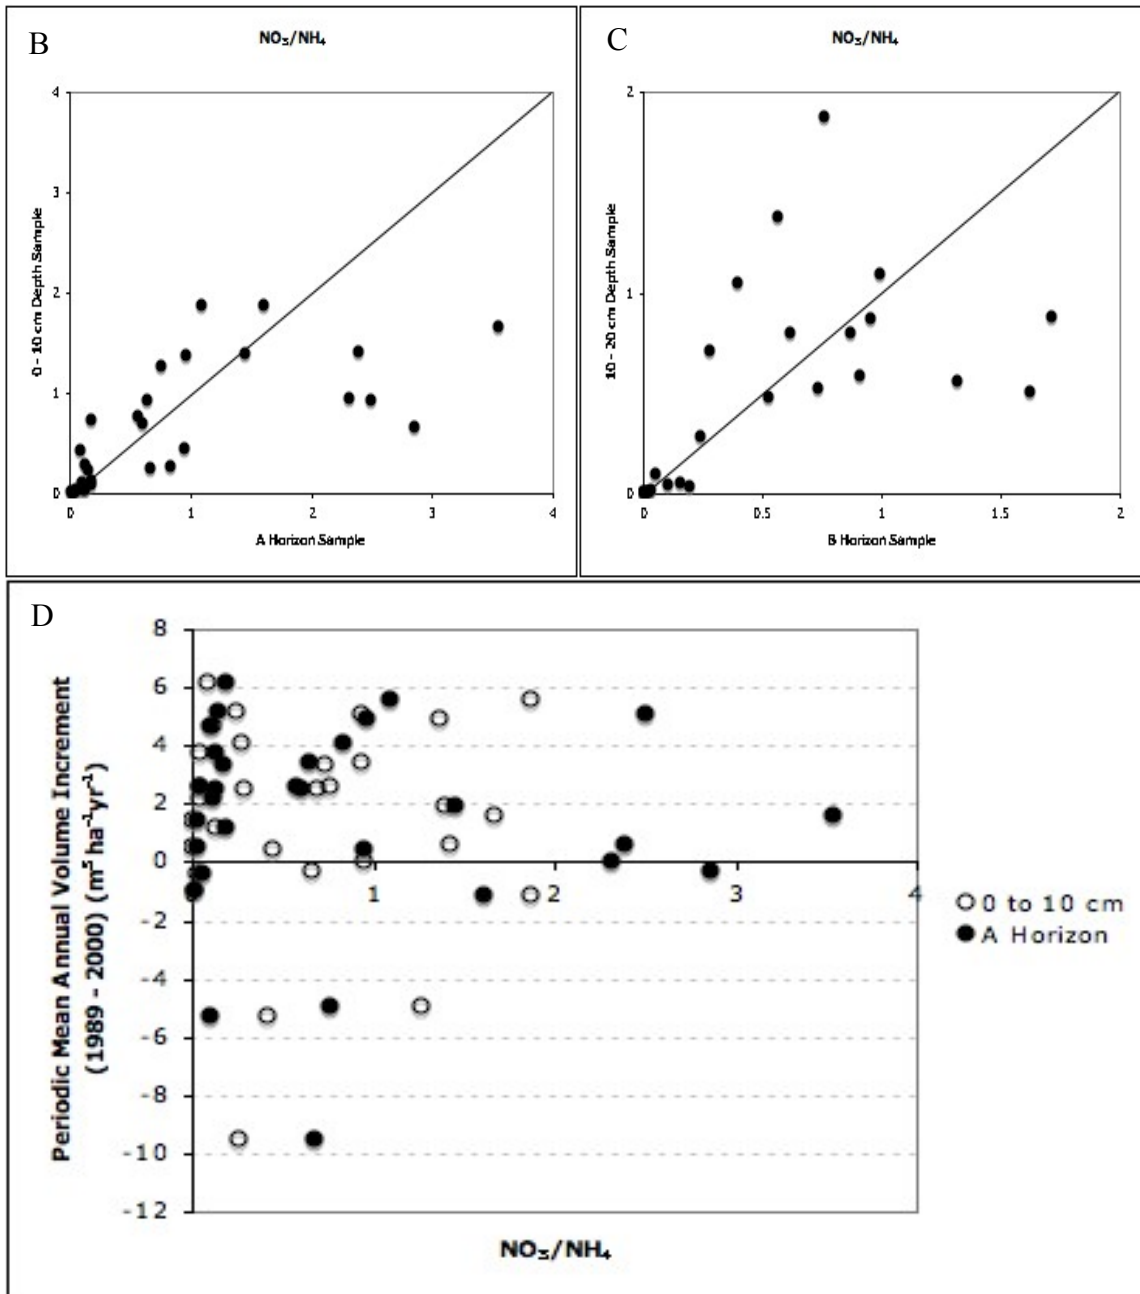 B
NO₃/NH₄
4
3
2
1
0
0 - 10 cm Depth Sample
0 1 2 3 4
A Horizon Sample
C
NO₃/NH₄
2
1
0
10 - 20 cm Depth Sample
0 0.5 1 1.5 2
B Horizon Sample
D
Periodic Mean Annual Volume Increment
(1989 - 2000) (m³ ha⁻¹yr⁻¹)
8
6
4
2
0
-2
-4
-6
-8
-10
-12
1 2 3 4
NO₃/NH₄
0 to 10 cm
A Horizon